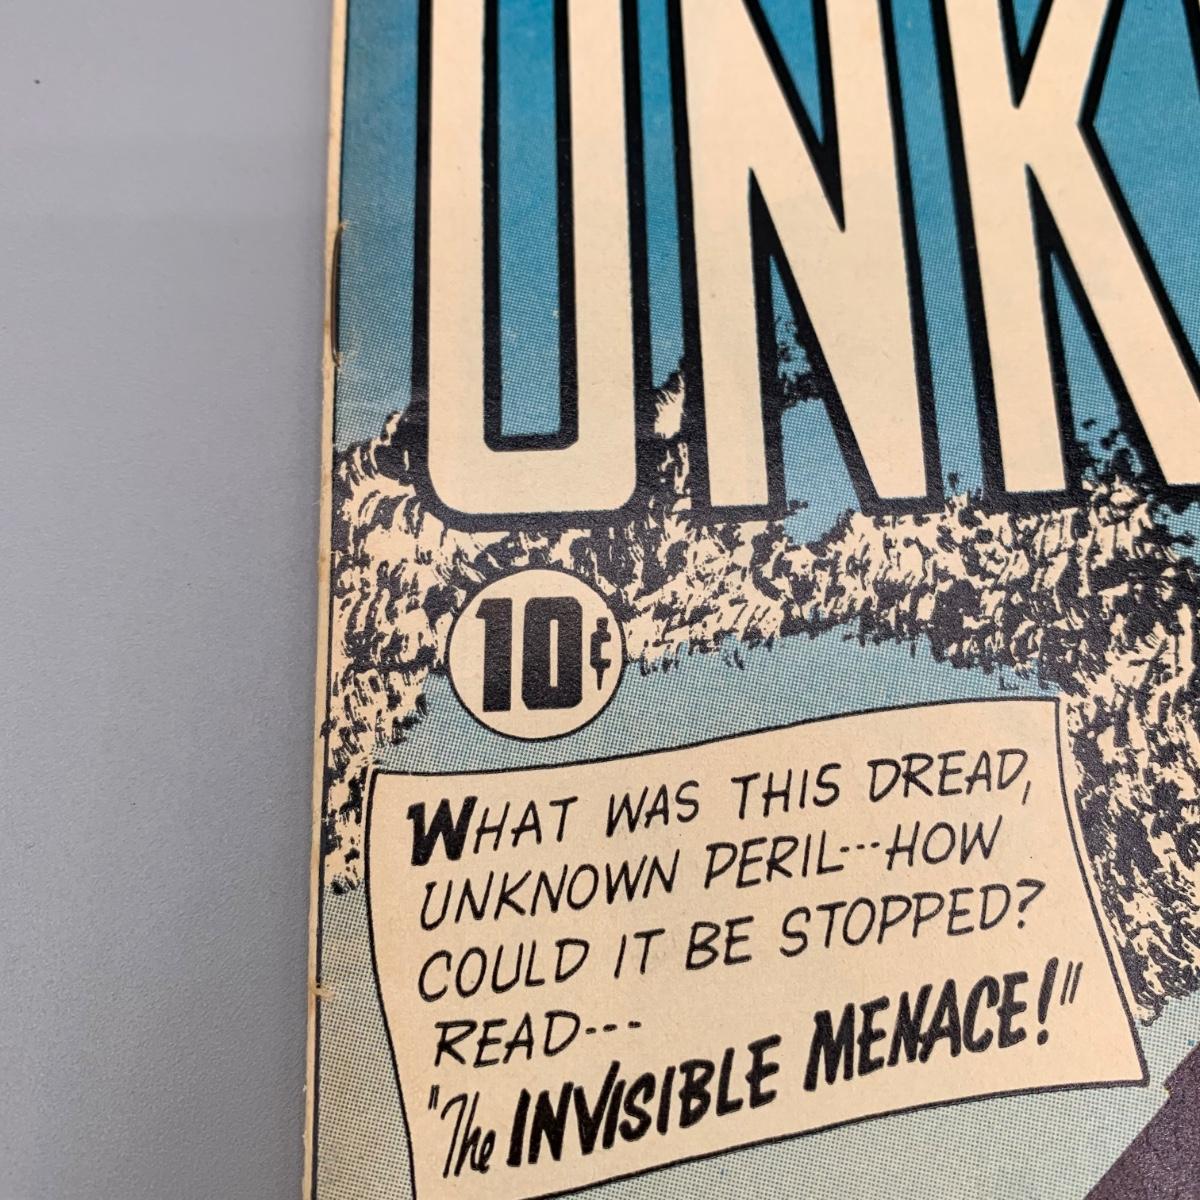 UNK
10¢
WHAT WAS THIS DREAD,
UNKNOWN PERIL---HOW
COULD IT BE STOPPED?
READ---
"The INVISIBLE MENACE!"